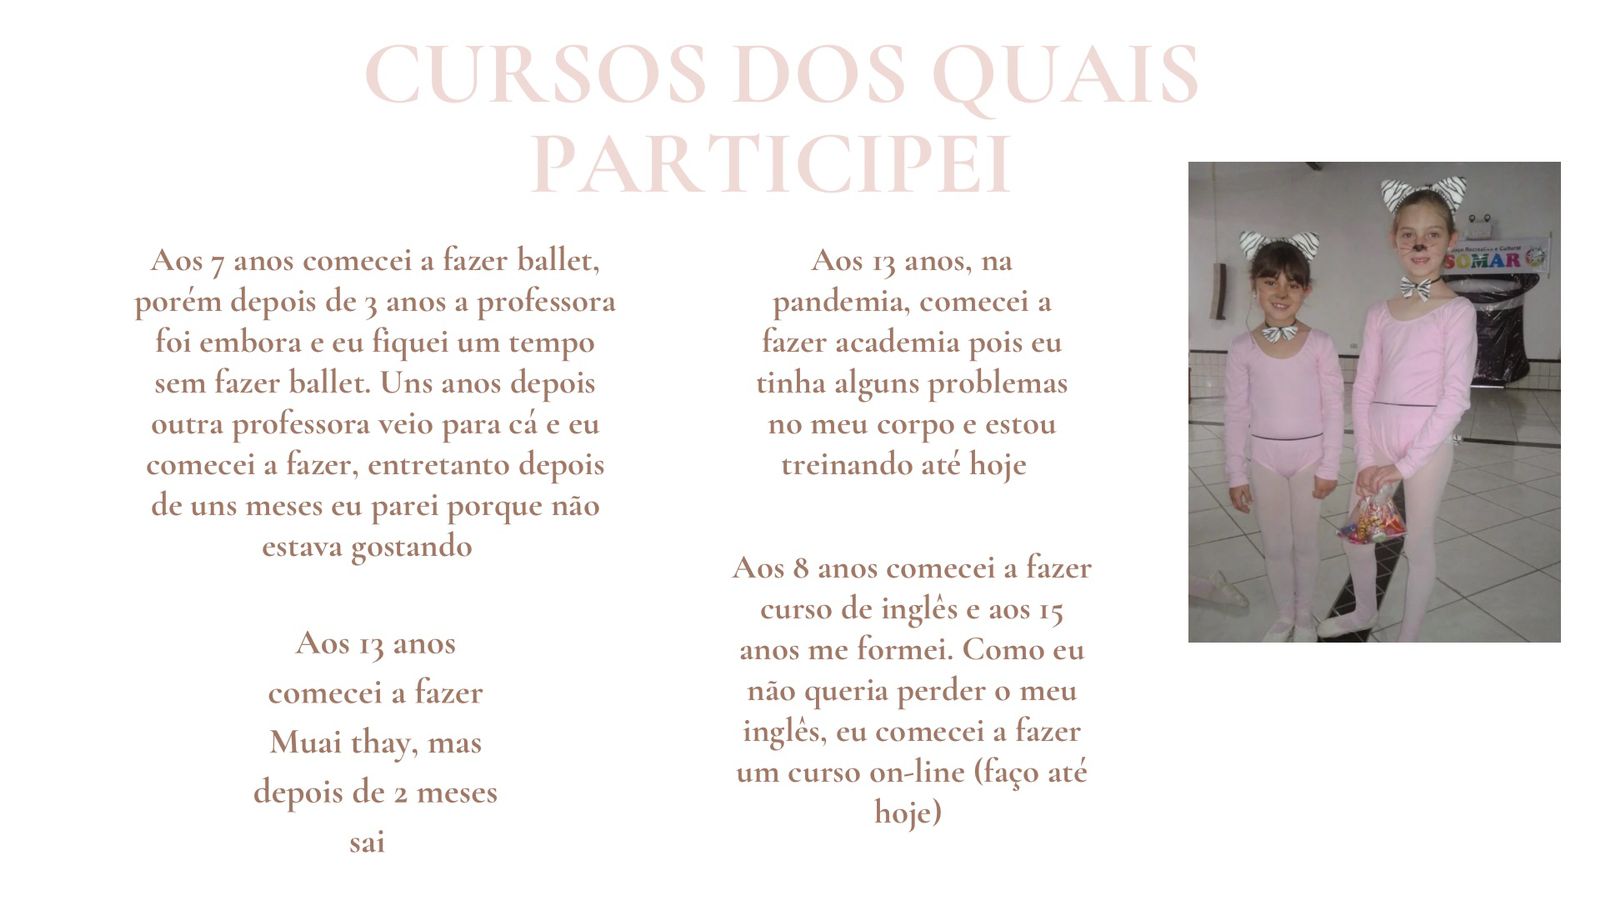 CURSOS DOS QUAIS
PARTICIPEI
Aos 7 anos comecei a fazer ballet,
porém depois de 3 anos a professora
foi embora e eu fiquei um tempo
sem fazer ballet. Uns anos depois
outra professora veio para cá e eu
comecei a fazer, entretanto depois
de uns meses eu parei porque não
estava gostando
Aos 13 anos
comecei a fazer
Muai thay, mas
depois de 2 meses
sai
Aos 13 anos, na
pandemia, comecei a
fazer academia pois eu
tinha alguns problemas
no meu corpo e estou
treinando até hoje
Aos 8 anos comecei a fazer
curso de inglês e aos 15
anos me formei. Como eu
não queria perder o meu
inglês, eu comecei a fazer
um curso on-line (faço até
hoje)
Recreativo e Cultural
SOMAR